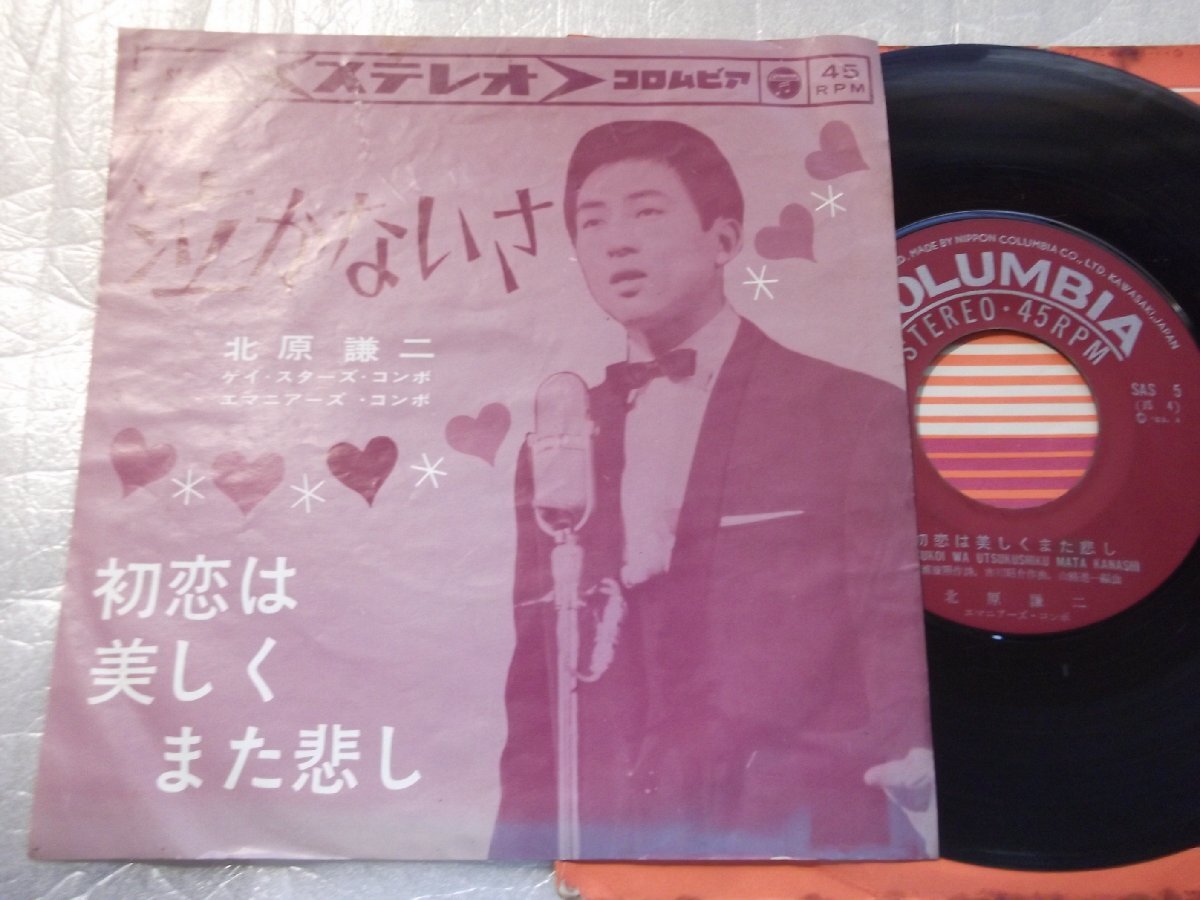 ステレオ コロムビア 45
RPM
泣かないさ
北原謙二
ゲイ・スターズ・コンボ
エマニアーズ・コンボ
初恋は
美しく
また悲し
MADE BY NIPPON COLUMBIA CO., LTD. KAWASAKI, JAPAN
COLUMBIA
STEREO・45RPM
SAS 5
初恋は美しくまた悲し
UKOI WA UTSUKUSHIKU MATA KANASHI
北原謙二
エマニアーズ・コンボ